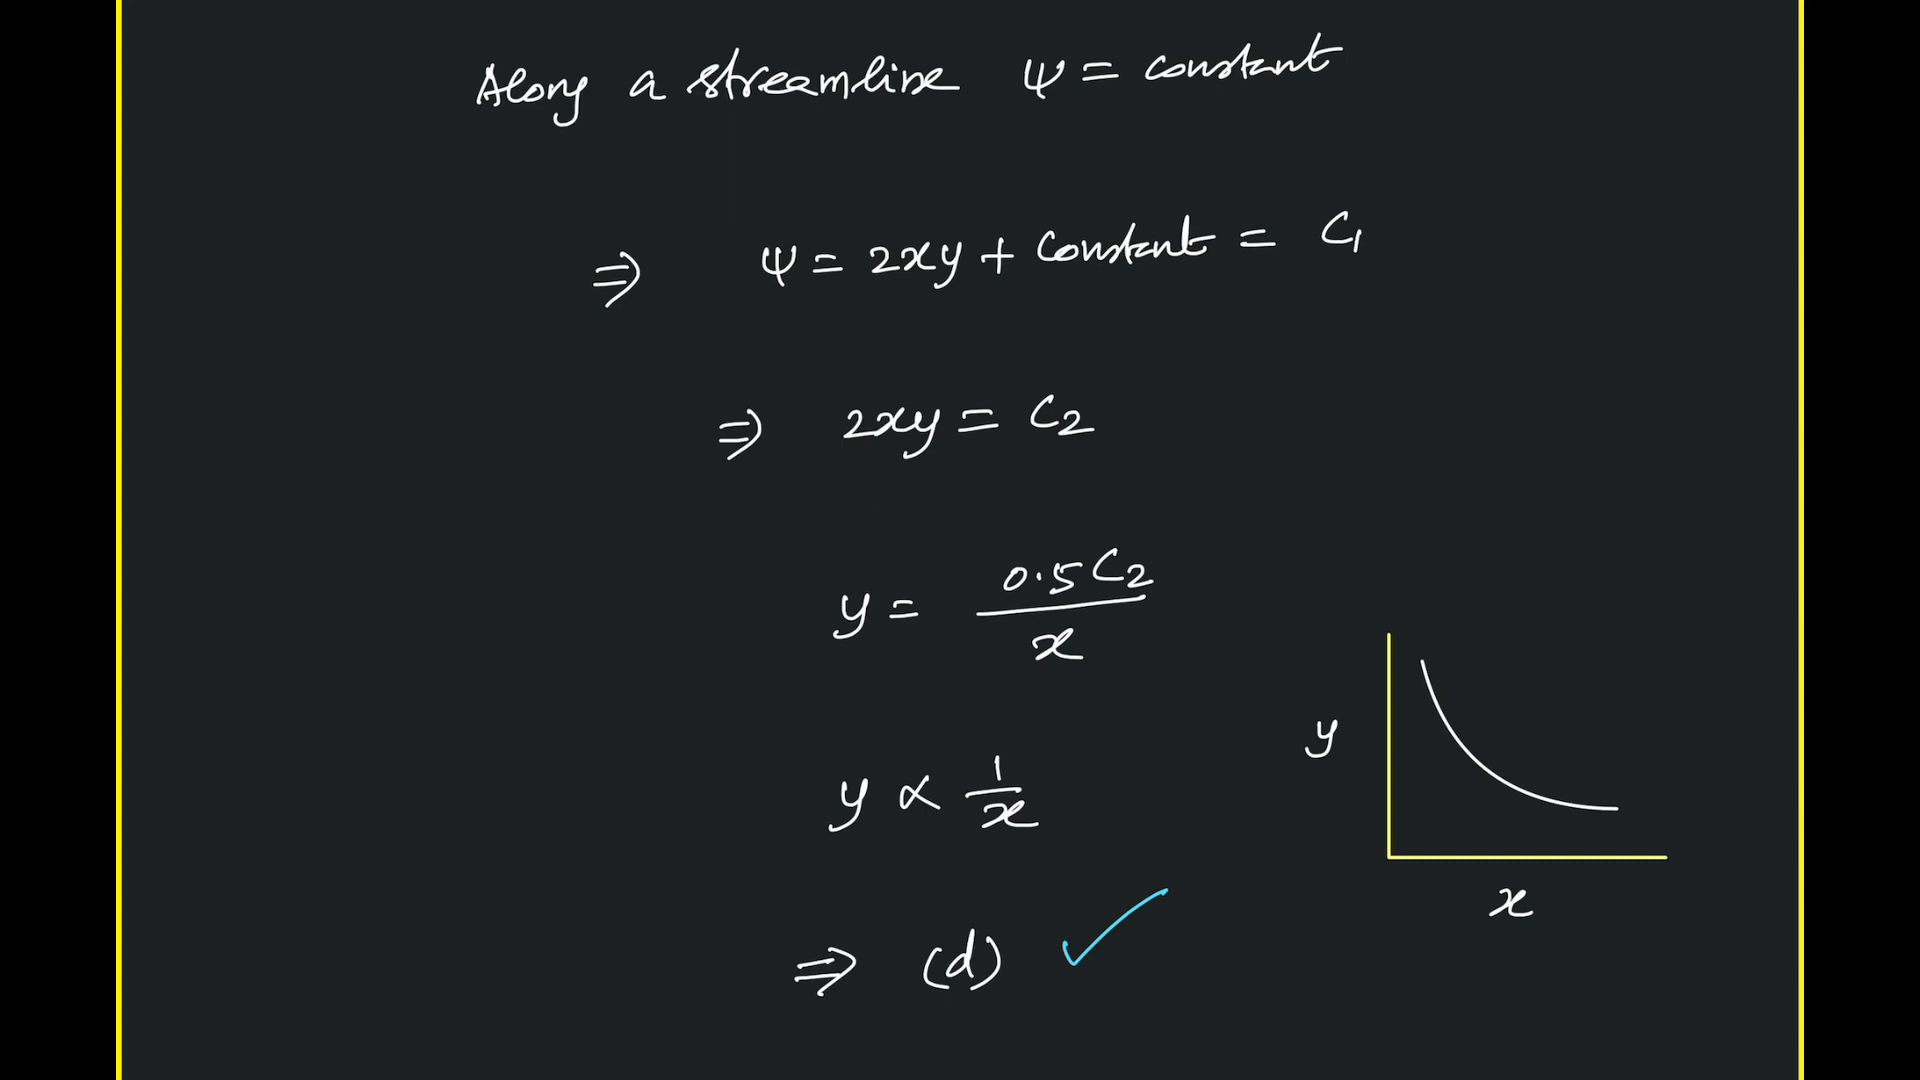 Along a streamline ψ = constant
⇒ ψ = 2xy + constant = C₁
⇒ 2xy = C₂
y = 0.5C₂ / x
y ∝ 1/x
y
x
⇒ (d) ✓